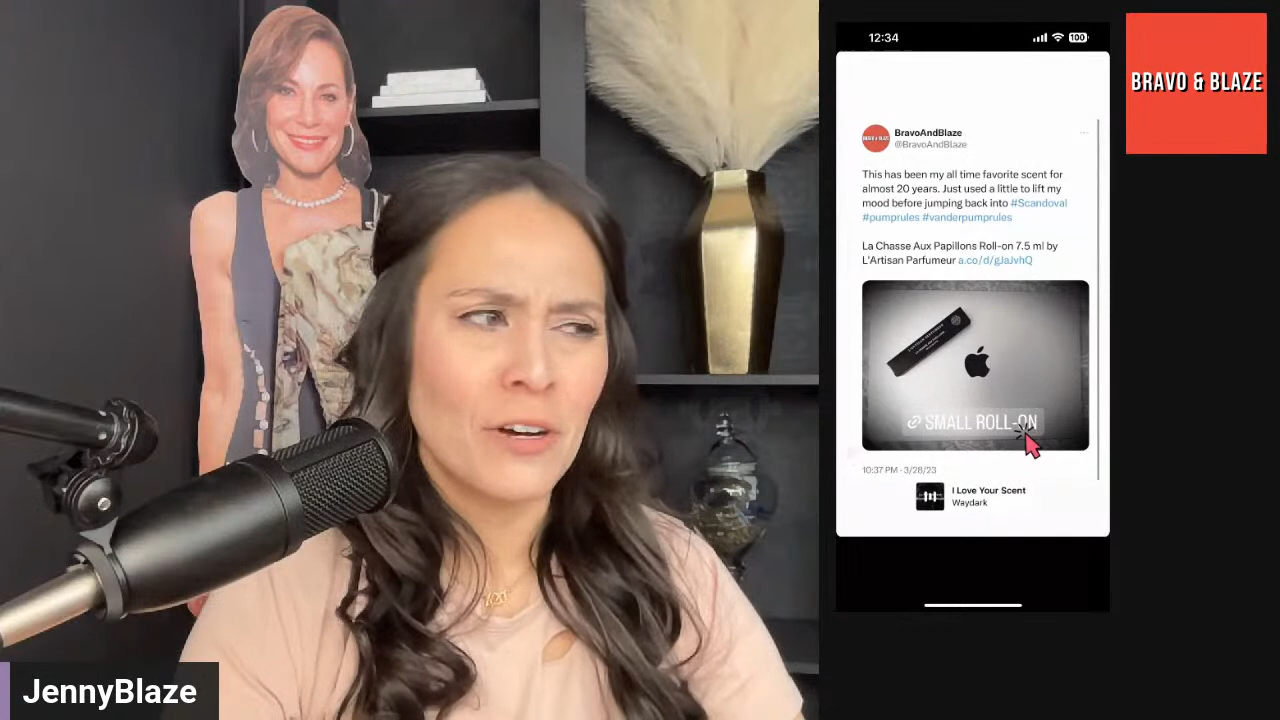 12:34
100
BRAVO & BLAZE
BravoAndBlaze
@BravoAndBlaze
This has been my all time favorite scent for
almost 20 years. Just used a little to lift my
mood before jumping back into #Scandoval
#pumprules #vanderpumprules
La Chasse Aux Papillons Roll-on 7.5 ml by
L'Artisan Parfumeur a.co/d/gJaJvhQ
SMALL ROLL-ON
10:37 PM · 3/28/23
I Love Your Scent
Waydark
JennyBlaze